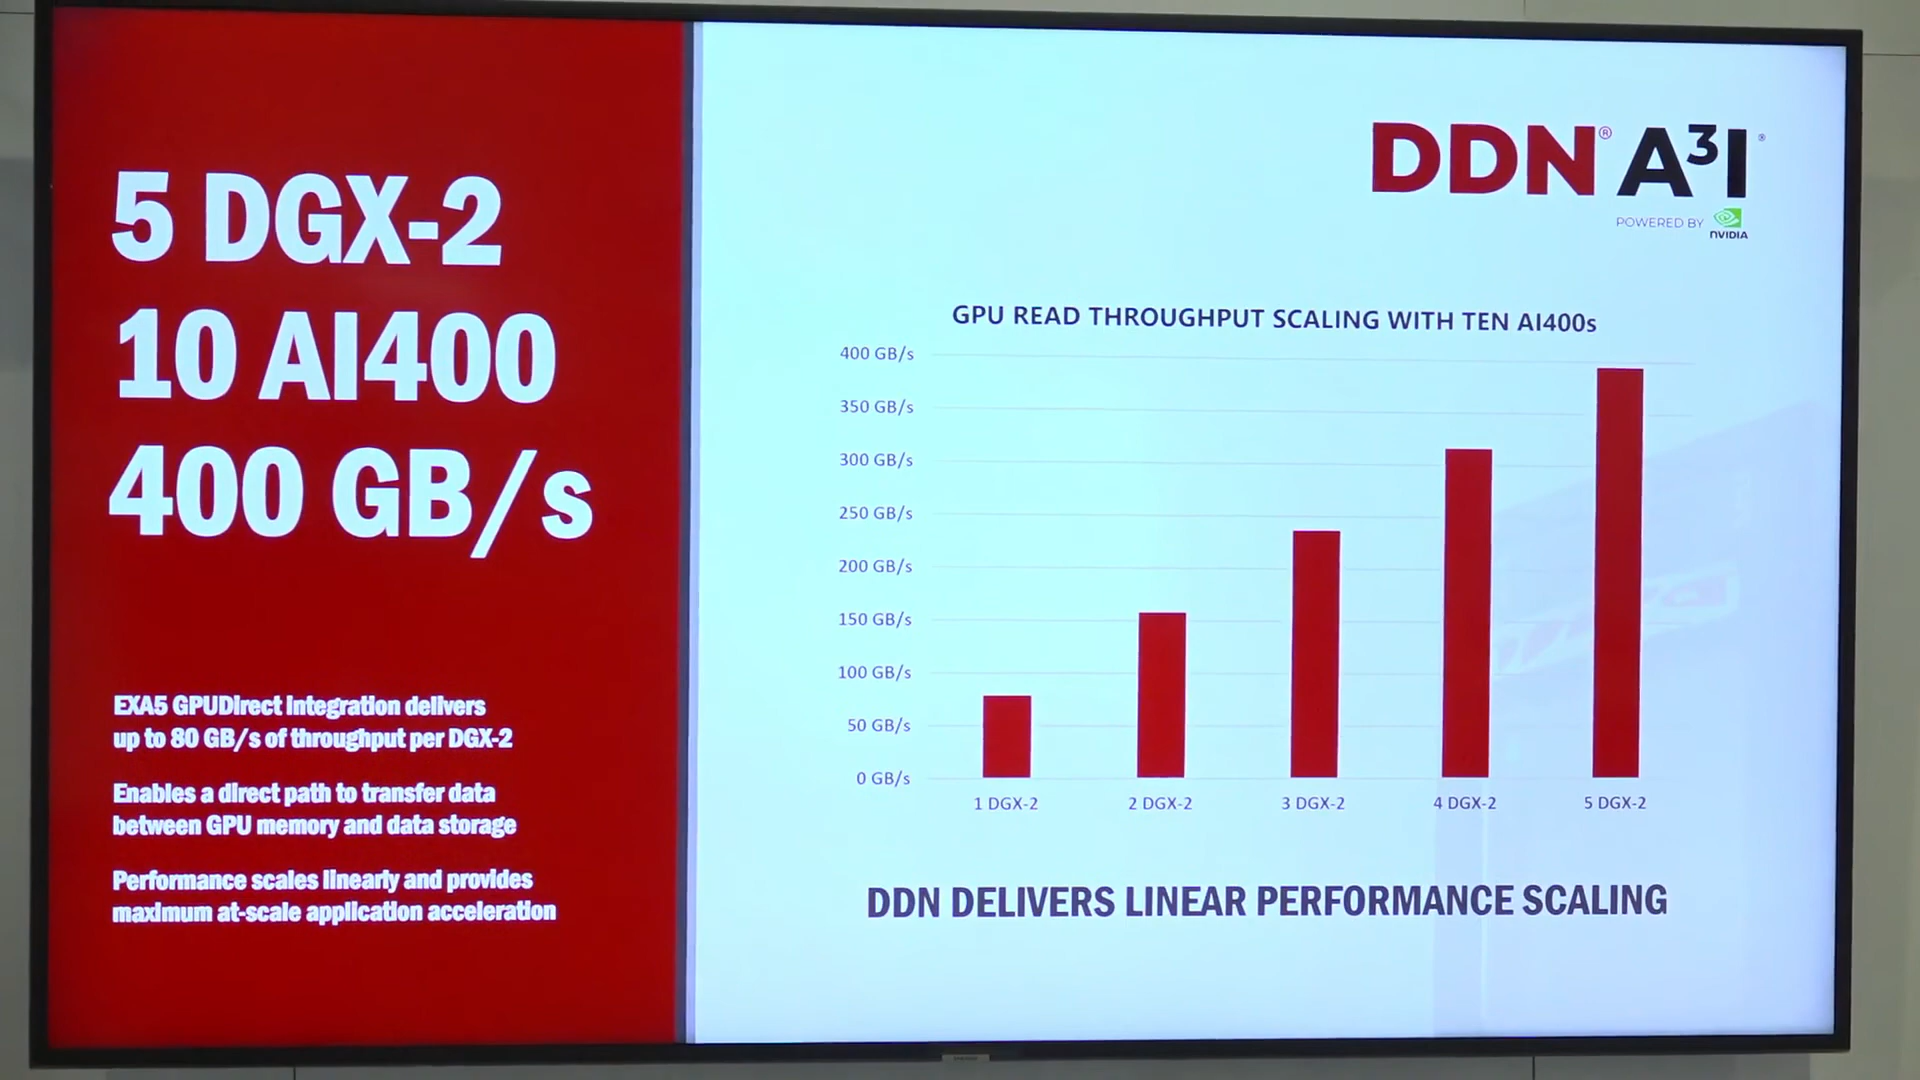 5 DGX-2
10 AI400
400 GB/s
EXA5 GPUDirect integration delivers
up to 80 GB/s of throughput per DGX-2
Enables a direct path to transfer data
between GPU memory and data storage
Performance scales linearly and provides
maximum at-scale application acceleration
DDN® A³I®
POWERED BY NVIDIA
GPU READ THROUGHPUT SCALING WITH TEN AI400s
400 GB/s
350 GB/s
300 GB/s
250 GB/s
200 GB/s
150 GB/s
100 GB/s
50 GB/s
0 GB/s
1 DGX-2 2 DGX-2 3 DGX-2 4 DGX-2 5 DGX-2
DDN DELIVERS LINEAR PERFORMANCE SCALING